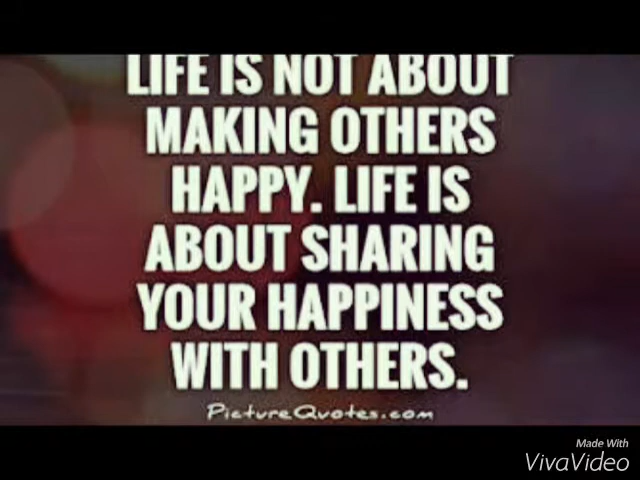 LIFE IS NOT ABOUT
MAKING OTHERS
HAPPY. LIFE IS
ABOUT SHARING
YOUR HAPPINESS
WITH OTHERS.
PictureQuotes.com
Made With
VivaVideo